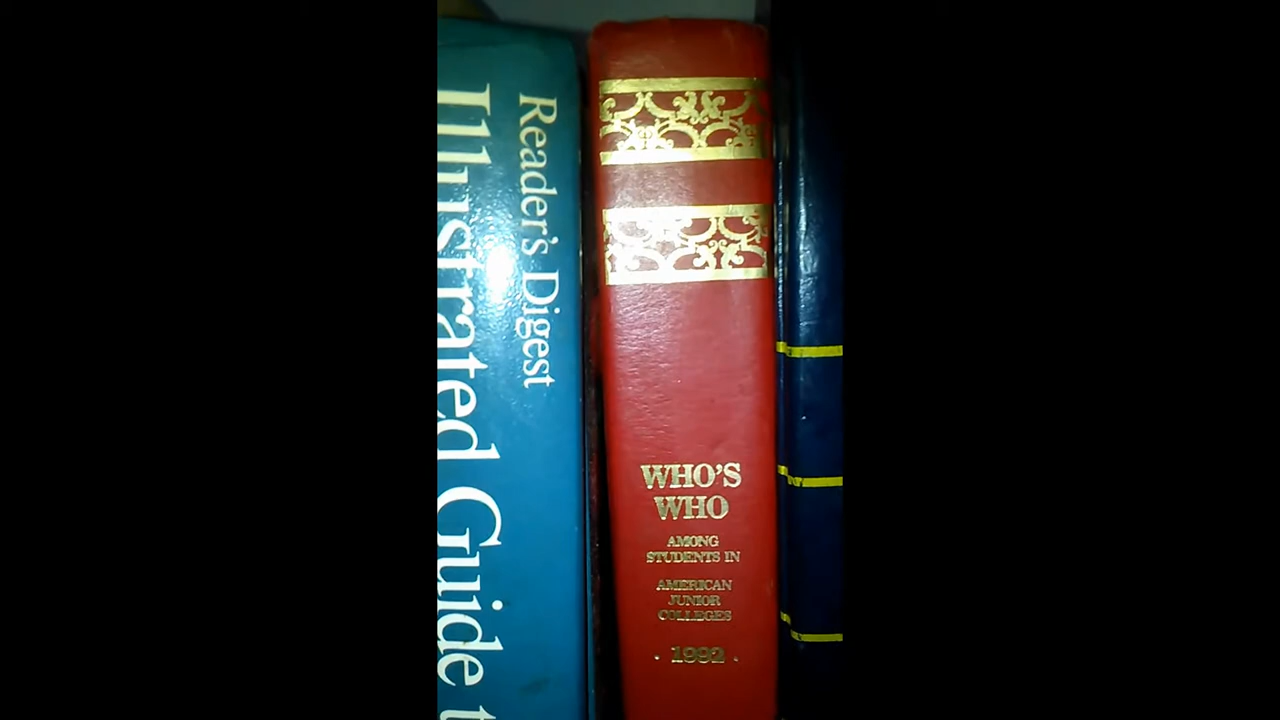 Reader's Digest
Illustrated Guide t
WHO'S
WHO
AMONG
STUDENTS IN
AMERICAN
JUNIOR
COLLEGES
· 1992 ·